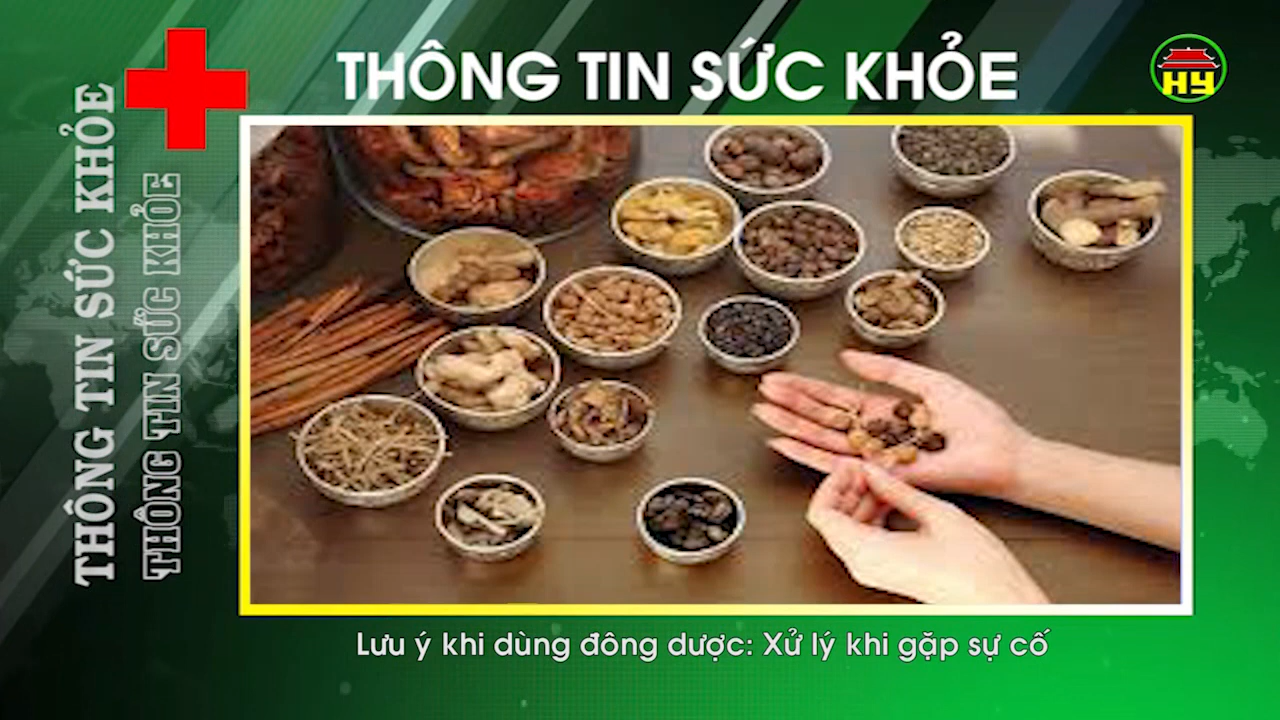 THÔNG TIN SỨC KHỎE
HY
THÔNG TIN SỨC KHỎE
THÔNG TIN SỨC KHỎE
Lưu ý khi dùng đông dược: Xử lý khi gặp sự cố